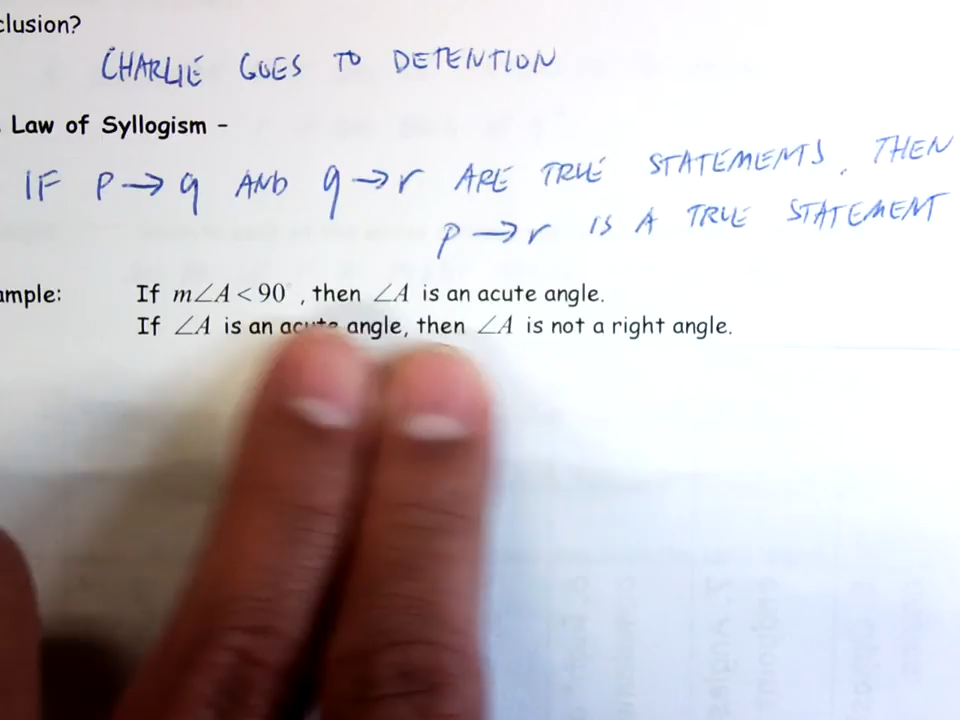 clusion?
CHARLIE GOES TO DETENTION
Law of Syllogism -
IF p → q AND q → r ARE TRUE STATEMENTS, THEN
p → r IS A TRUE STATEMENT
ample: If m∠A < 90°, then ∠A is an acute angle.
If ∠A is an acute angle, then ∠A is not a right angle.